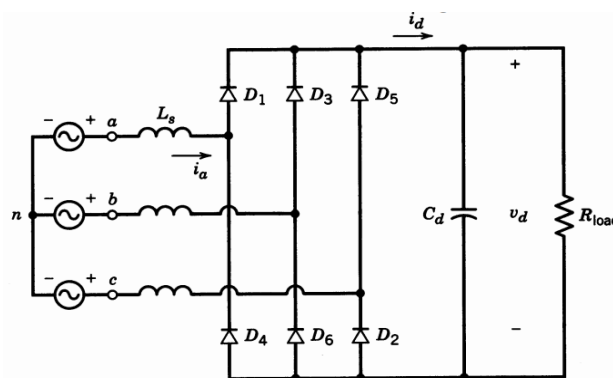 i_d
+
D_1 D_3 D_5
- + a L_s
i_a
- + b
n C_d v_d R_load
- + c
D_4 D_6 D_2 -